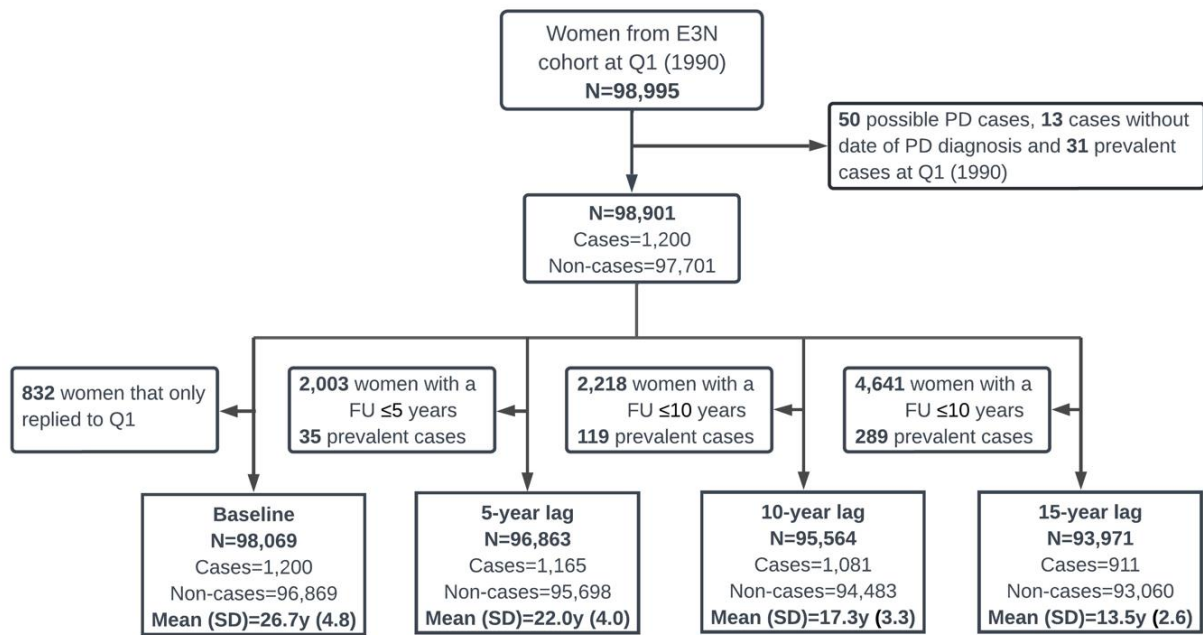 Women from E3N
cohort at Q1 (1990)
N=98,995
50 possible PD cases, 13 cases without
date of PD diagnosis and 31 prevalent
cases at Q1 (1990)
N=98,901
Cases=1,200
Non-cases=97,701
832 women that only
replied to Q1
2,003 women with a
FU ≤5 years
35 prevalent cases
2,218 women with a
FU ≤10 years
119 prevalent cases
4,641 women with a
FU ≤10 years
289 prevalent cases
Baseline
N=98,069
Cases=1,200
Non-cases=96,869
Mean (SD)=26.7y (4.8)
5-year lag
N=96,863
Cases=1,165
Non-cases=95,698
Mean (SD)=22.0y (4.0)
10-year lag
N=95,564
Cases=1,081
Non-cases=94,483
Mean (SD)=17.3y (3.3)
15-year lag
N=93,971
Cases=911
Non-cases=93,060
Mean (SD)=13.5y (2.6)